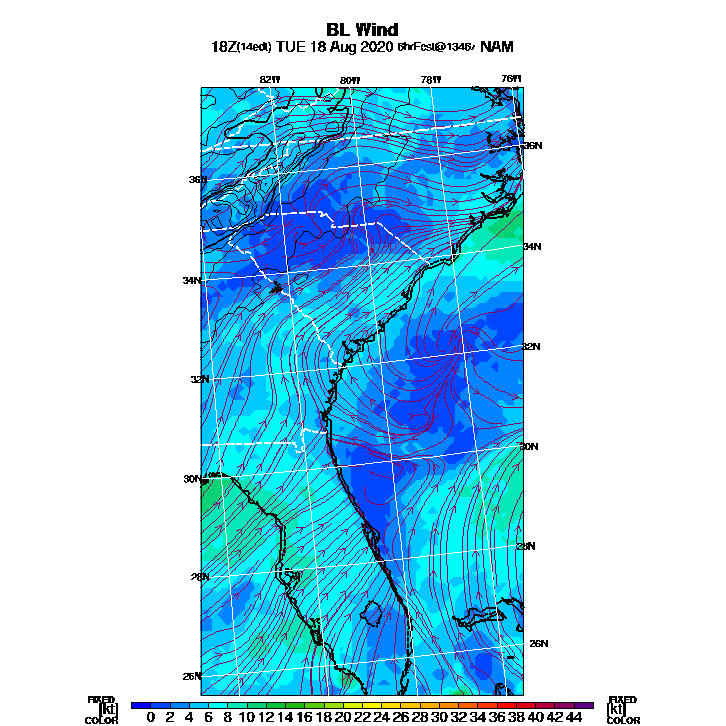 BL Wind
18Z(14edt) TUE 18 Aug 2020 6hrFcst@1346z NAM
82W 80W 78W 76W
36N 36N
34N 34N
32N 32N
30N 30N
28N 28N
26N 26N
FIXED FIXED
[kt] 0 2 4 6 8 10 12 14 16 18 20 22 24 26 28 30 32 34 36 38 40 42 44 [kt]
COLOR COLOR